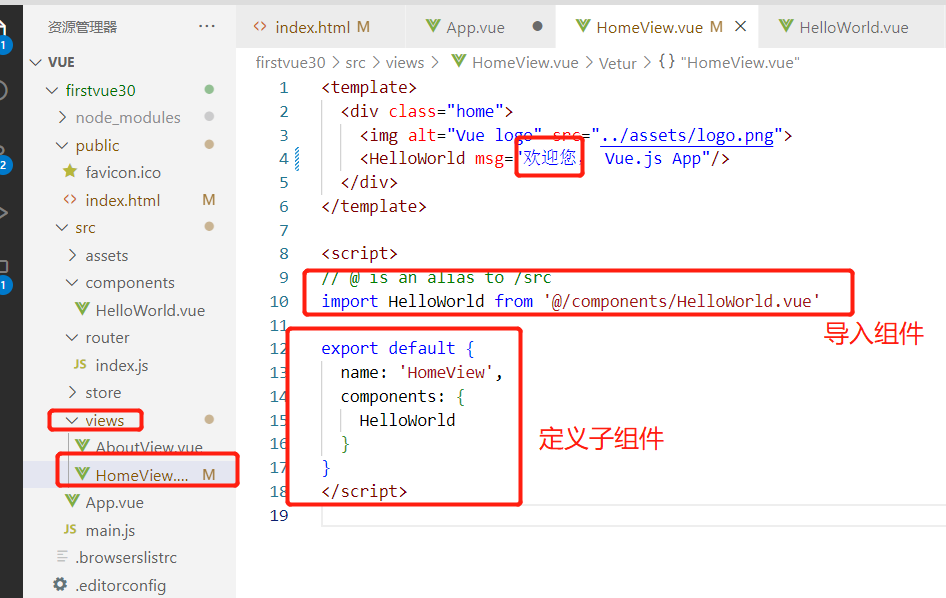 资源管理器 ···
<> index.html M App.vue ● HomeView.vue M × HelloWorld.vue
VUE
firstvue30 > src > views > HomeView.vue > Vetur > {} "HomeView.vue"
firstvue30
node_modules
public
favicon.ico
<> index.html M
src
assets
components
HelloWorld.vue
router
JS index.js
store
views
AboutView.vue
HomeView.... M
App.vue
JS main.js
.browserslistrc
.editorconfig
1
2
1
1 <template>
2 <div class="home">
3 <img alt="Vue logo" src="../assets/logo.png">
4 <HelloWorld msg="欢迎您, Vue.js App"/>
5 </div>
6 </template>
7
8 <script>
9 // @ is an alias to /src
10 import HelloWorld from '@/components/HelloWorld.vue'
11
导入组件
12 export default {
13 name: 'HomeView',
14 components: {
15 HelloWorld
16 }
17 }
18 </script>
19
定义子组件